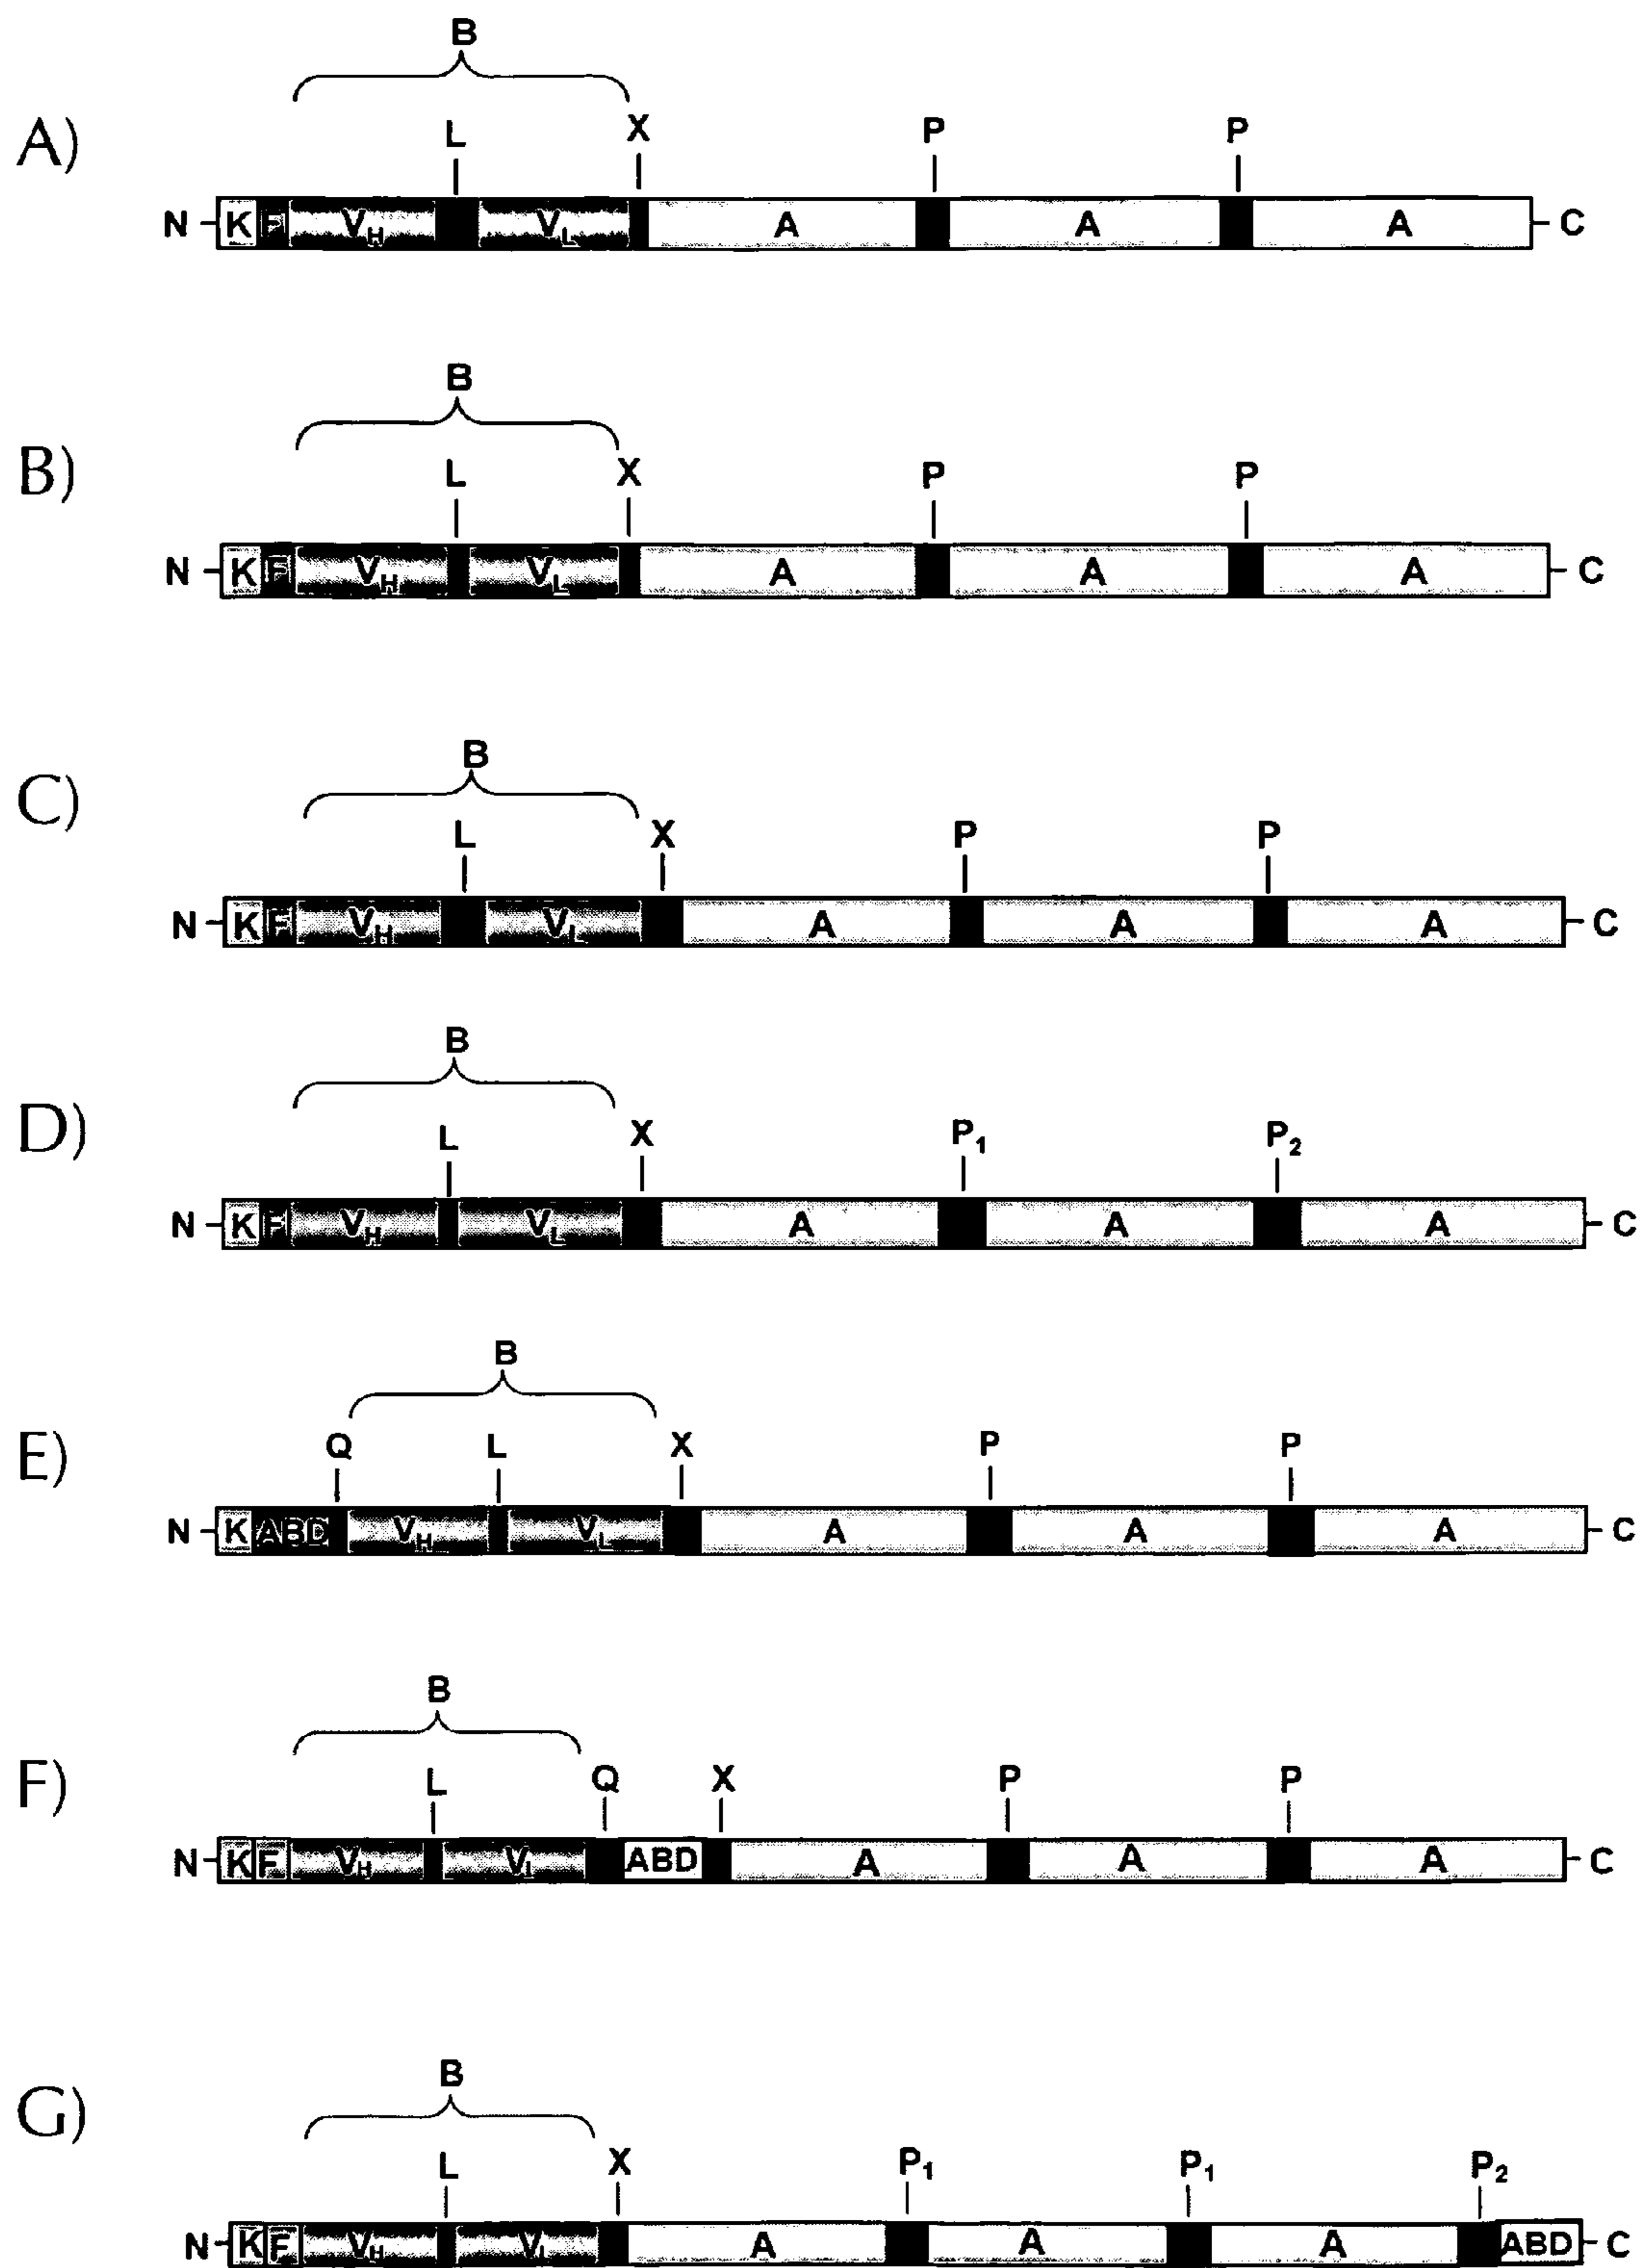 B
A) L X P P
N K F VH VL A A A C
B
B) L X P P
N K F VH VL A A A C
B
C) L X P P
N K F VH VL A A A C
B
D) L X P1 P2
N K F VH VL A A A C
B
E) Q L X P P
N K ABD VH VL A A A C
B
F) L Q X P P
N K F VH VL ABD A A A C
B
G) L X P1 P1 P2
N K F VH VL A A A ABD C